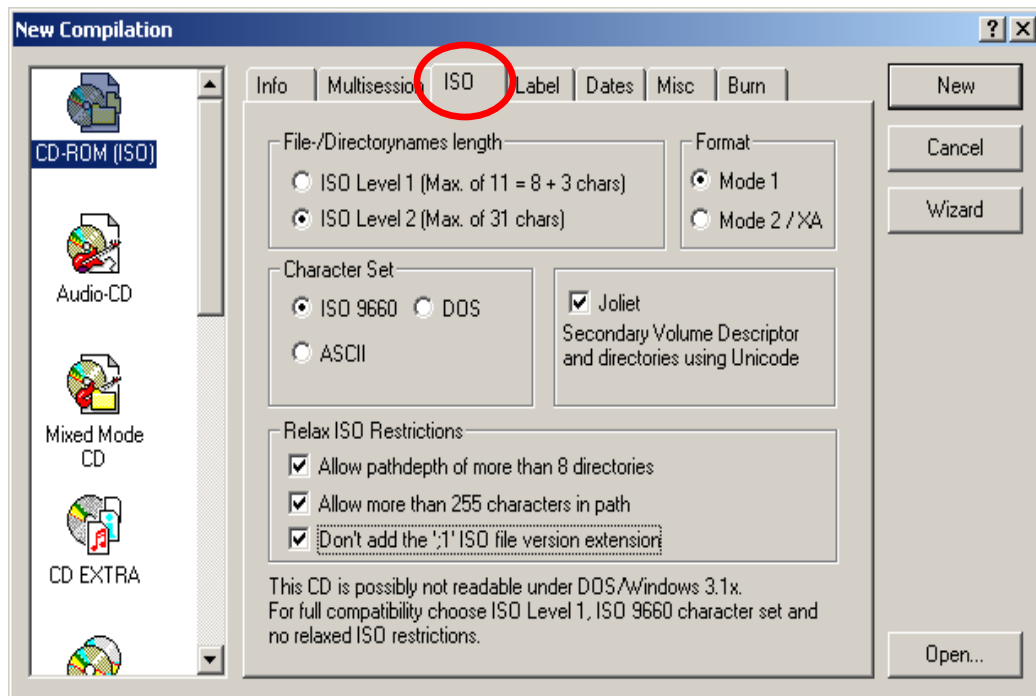 New Compilation
CD-ROM (ISO)
Audio-CD
Mixed Mode
CD
CD EXTRA
Info Multisession ISO Label Dates Misc Burn
File-/Directorynames length
ISO Level 1 (Max. of 11 = 8 + 3 chars)
ISO Level 2 (Max. of 31 chars)
Format
Mode 1
Mode 2 / XA
Character Set
ISO 9660 DOS
ASCII
Joliet
Secondary Volume Descriptor
and directories using Unicode
Relax ISO Restrictions
Allow pathdepth of more than 8 directories
Allow more than 255 characters in path
Don't add the ';1' ISO file version extension
This CD is possibly not readable under DOS/Windows 3.1x.
For full compatibility choose ISO Level 1, ISO 9660 character set and
no relaxed ISO restrictions.
New
Cancel
Wizard
Open...